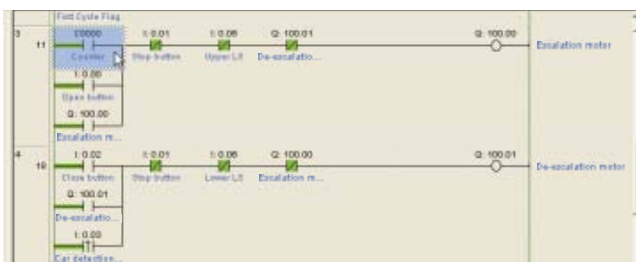 First Cycle Flag
3 11 C0000 I: 0.01 I: 0.05 Q: 100.01 Q: 100.00 Escalation motor
Counter Stop button Upper LS De-escalatio...
I: 0.00
Open button
Q: 100.00
Escalation m...
4 18 I: 0.02 I: 0.01 I: 0.06 Q: 100.00 Q: 100.01 De-escalation motor
Close button Stop button Lower LS Escalation m...
Q: 100.01
De-escalatio...
I: 0.03
Car detection...